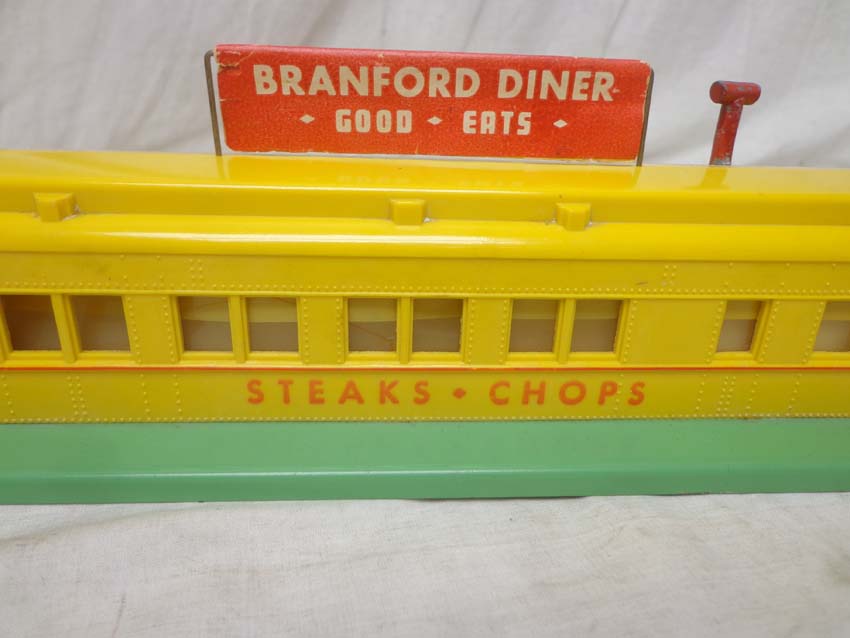 BRANFORD DINER
GOOD • EATS
STEAKS • CHOPS